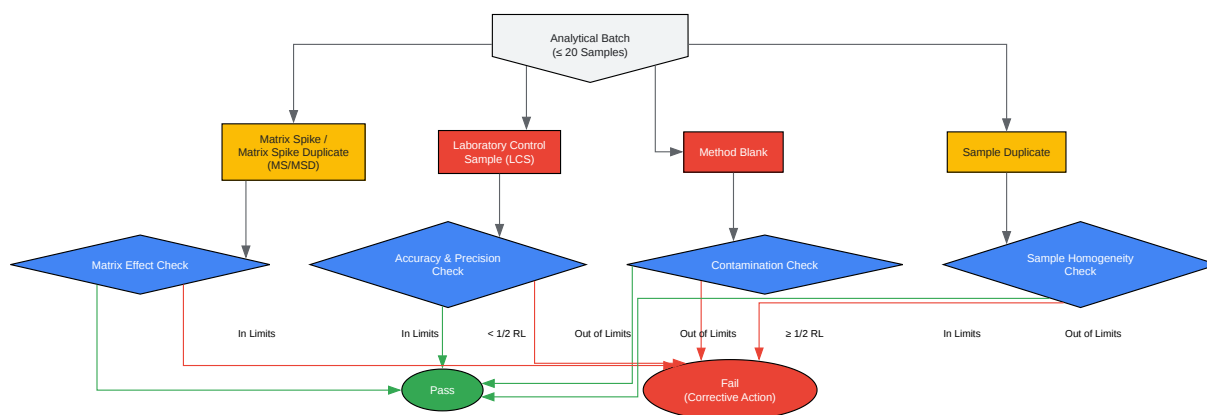 Analytical Batch
(≤ 20 Samples)
Matrix Spike /
Matrix Spike Duplicate
(MS/MSD)
Laboratory Control
Sample (LCS)
Method Blank
Sample Duplicate
Matrix Effect Check
Accuracy & Precision
Check
Contamination Check
Sample Homogeneity
Check
In Limits
In Limits
< 1/2 RL
Out of Limits
Out of Limits
≥ 1/2 RL
In Limits
Out of Limits
Pass
Fail
(Corrective Action)